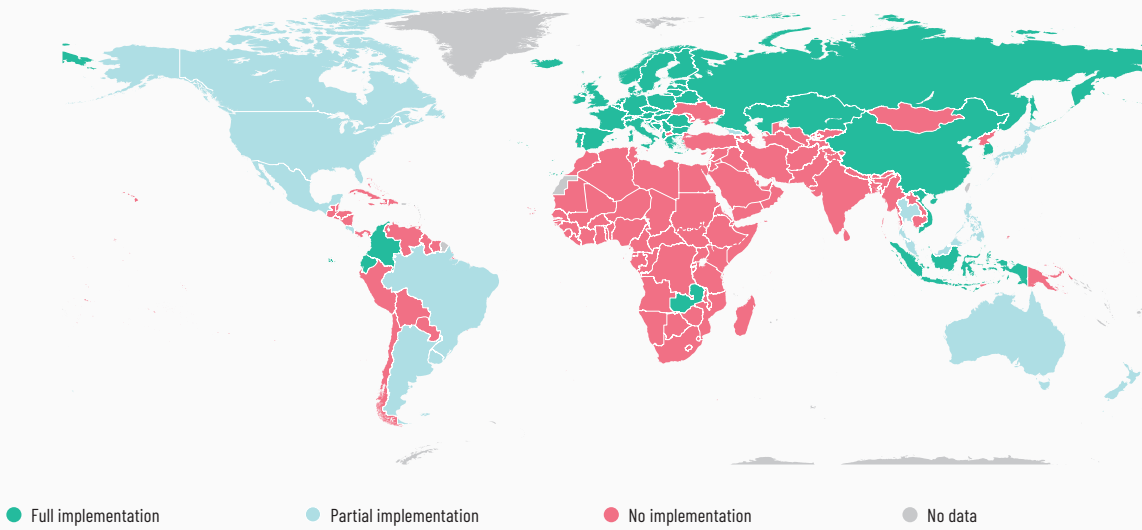 Full implementation
Partial implementation
No implementation
No data